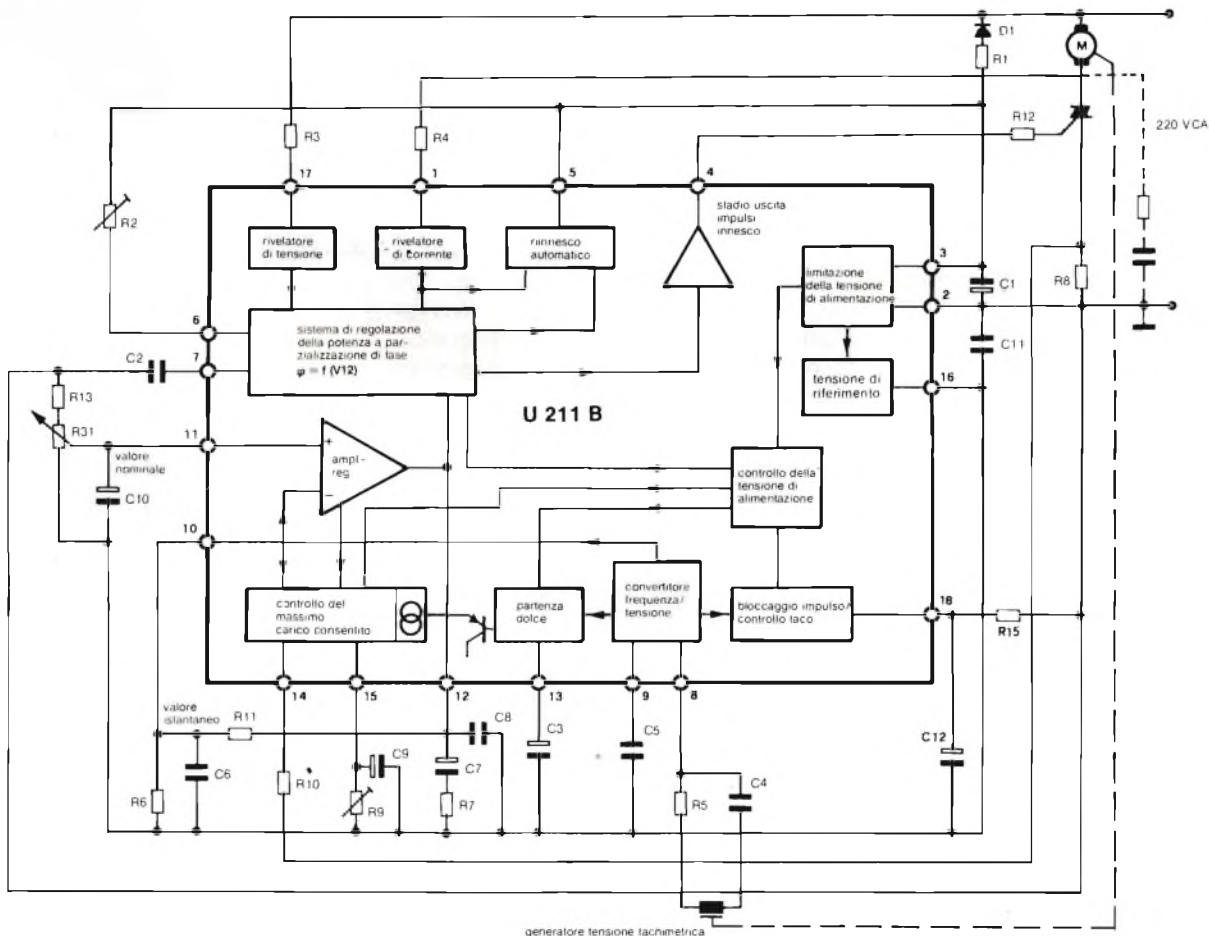 D1
M
R1
R3
R4
R12
220 VCA
17
1
5
4
stadio uscita
impulsi
innesco
R2
rivelatore
di tensione
rivelatore
di corrente
riinnesco
automatico
limitazione
della tensione
di alimentazione
3
C1
R8
2
6
sistema di regolazione
della potenza a par-
zializzazione di fase
φ = f (V12)
C2
7
C11
tensione di
riferimento
16
R13
U 211 B
R31
11
+
ampl-
reg
−
valore
nominale
C10
controllo della
tensione di
alimentazione
10
controllo del
massimo
carico consentito
partenza
dolce
convertitore
frequenza/
tensione
bloccaggio impulso/
controllo taco
18
R15
14
15
12
13
9
8
valore
istantaneo
R11
C8
C9
C3
C5
C12
C6
C7
C4
R6
R10
R9
R7
R5
generatore tensione tachimetrica